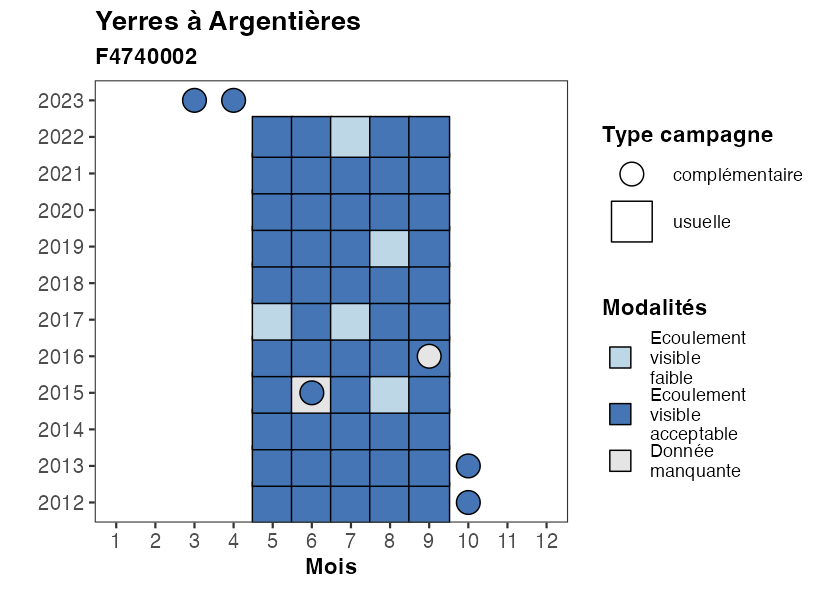 Yerres à Argentières
F4740002
2023
2022
2021
2020
2019
2018
2017
2016
2015
2014
2013
2012
1 2 3 4 5 6 7 8 9 10 11 12
Mois
Type campagne
complémentaire
usuelle
Modalités
Ecoulement
visible
faible
Ecoulement
visible
acceptable
Donnée
manquante